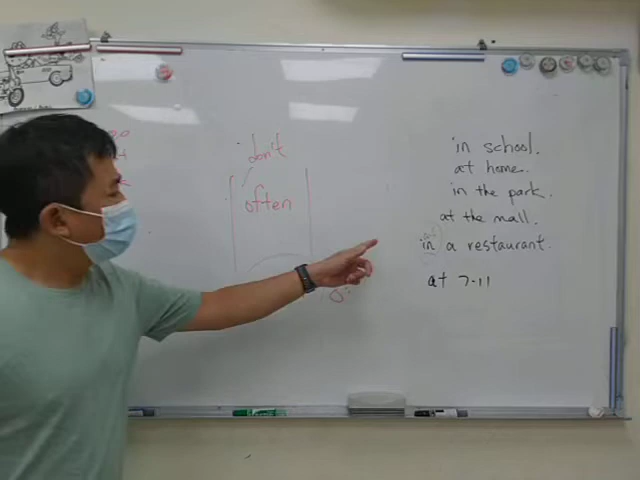 don't
often
in school.
at home.
in the park.
at the mall.
in a restaurant.
at 7-11